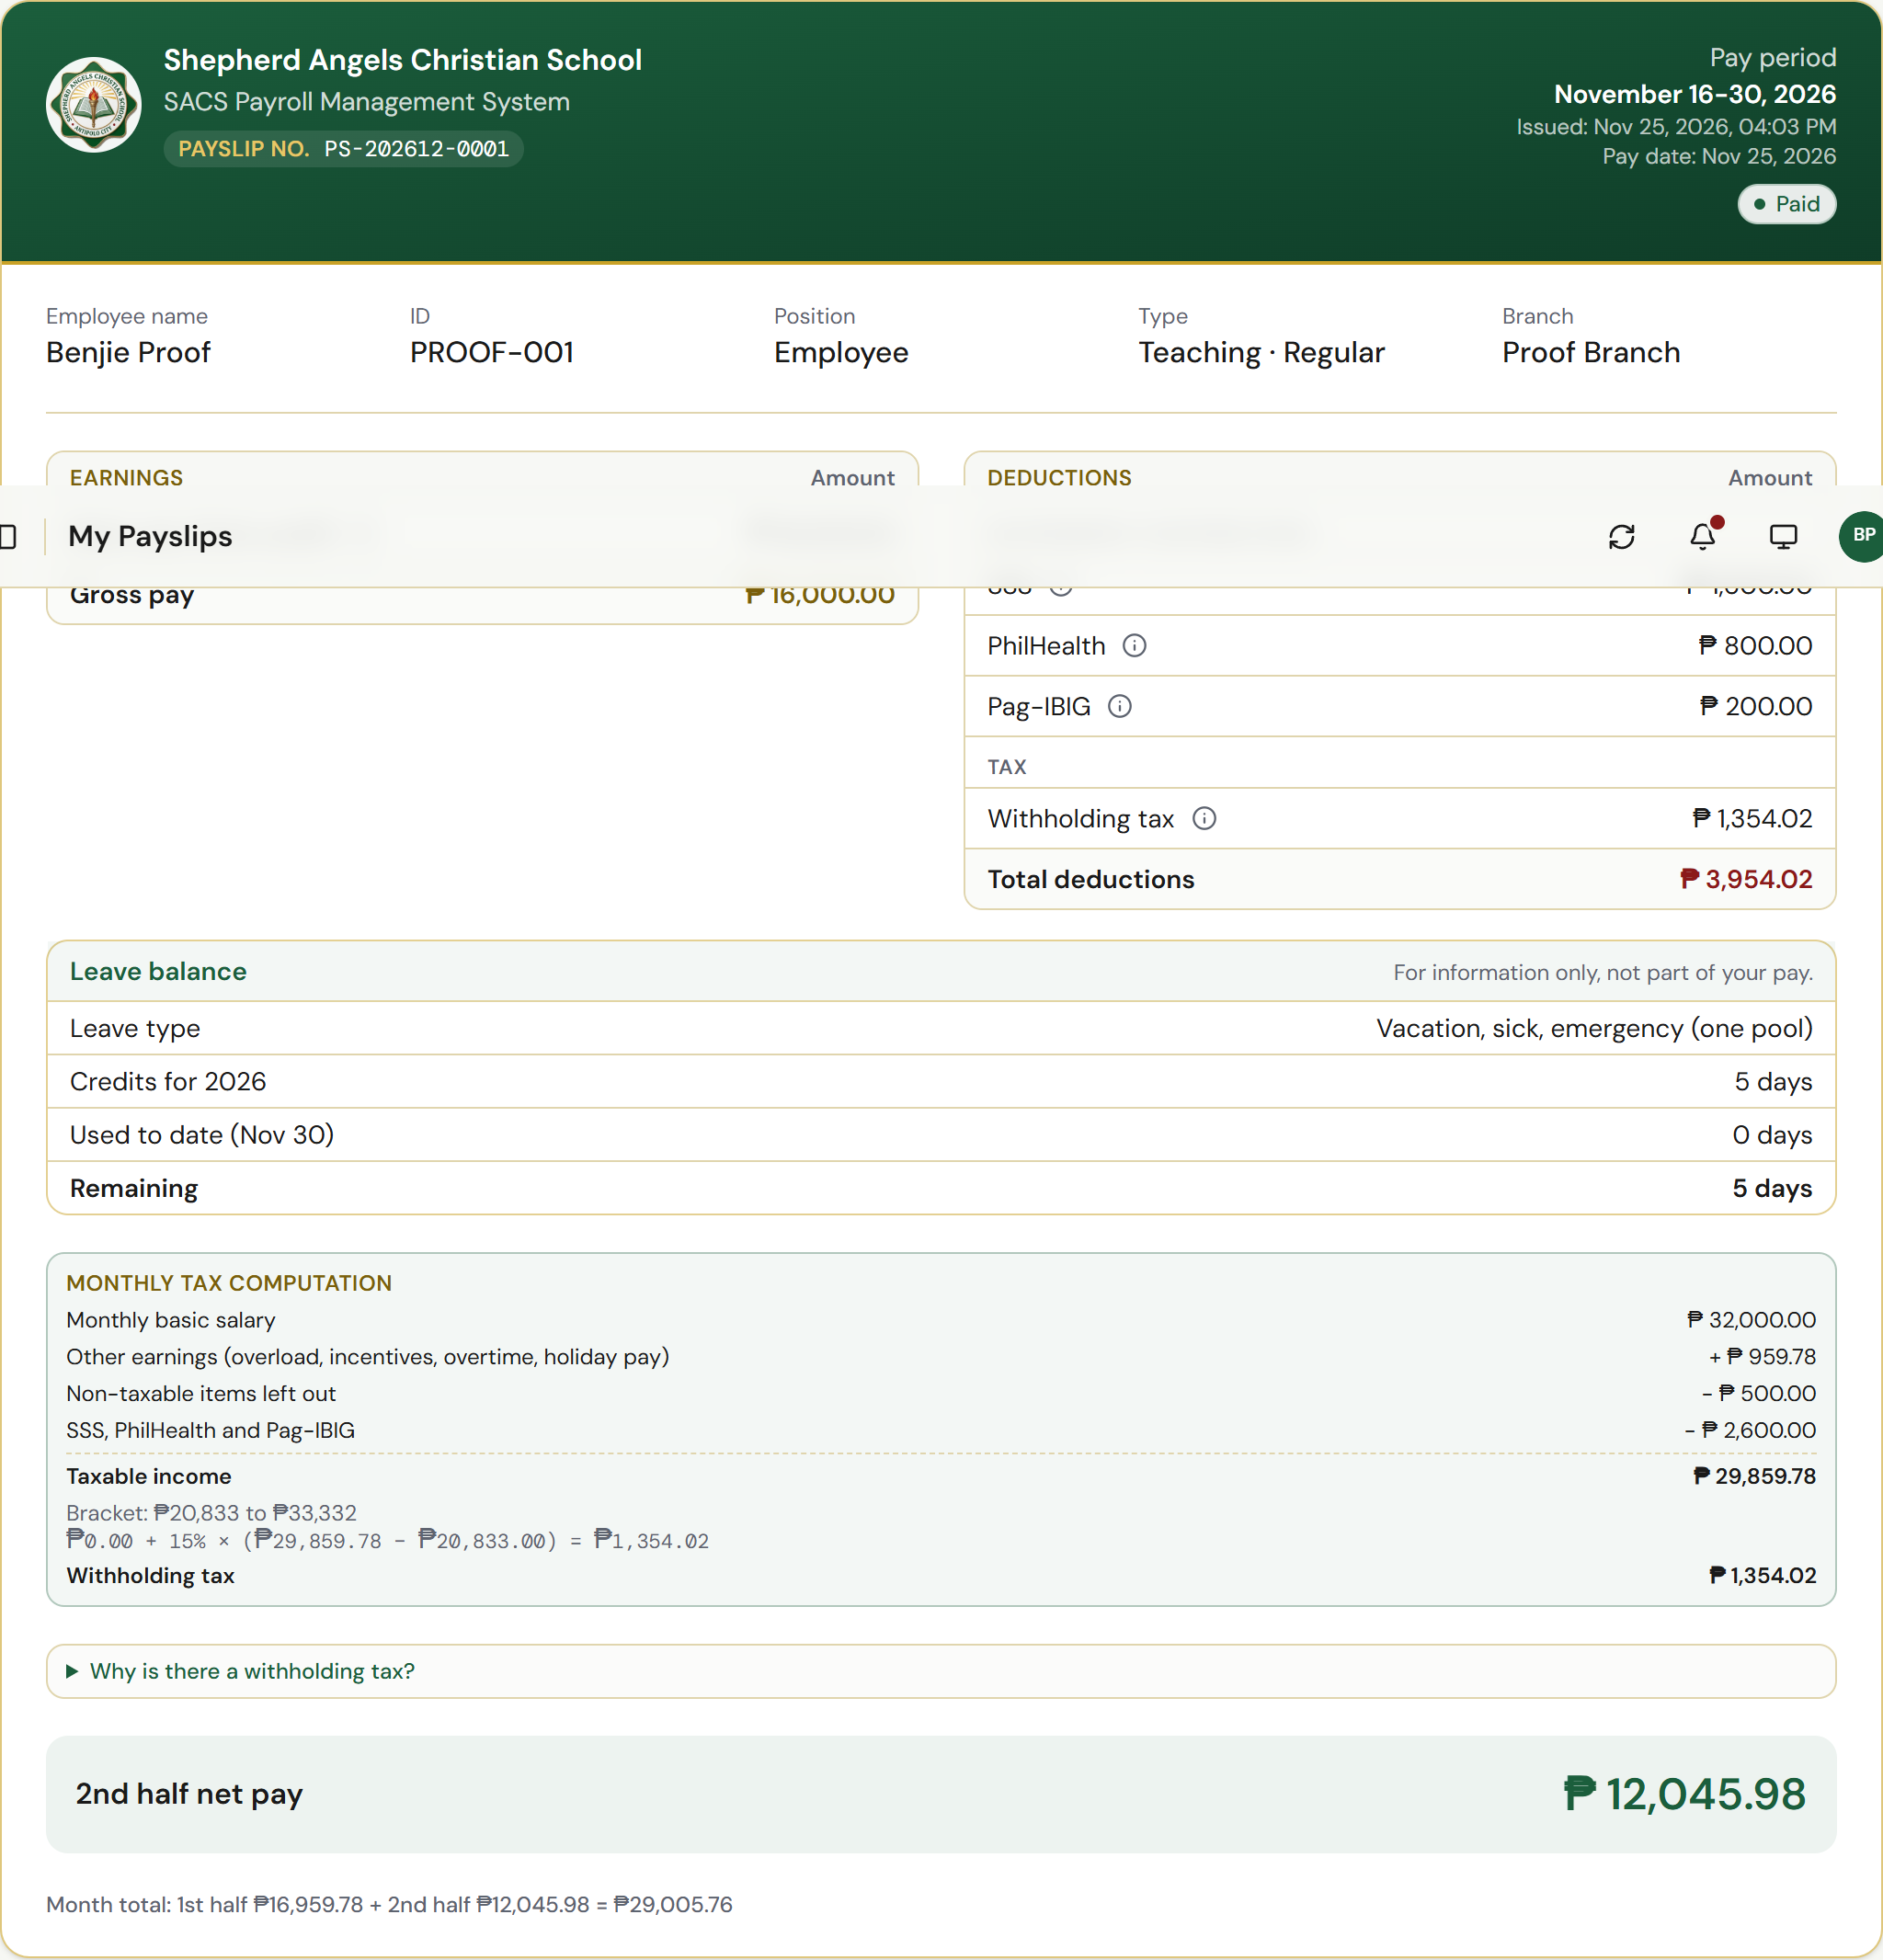 Shepherd Angels Christian School
SACS Payroll Management System
PAYSLIP NO. PS-202612-0001
Pay period
November 16-30, 2026
Issued: Nov 25, 2026, 04:03 PM
Pay date: Nov 25, 2026
Paid
SHEPHERD ANGELS CHRISTIAN SCHOOL
ANTIPOLO CITY
Employee name
Benjie Proof
ID
PROOF-001
Position
Employee
Type
Teaching · Regular
Branch
Proof Branch
EARNINGS Amount
DEDUCTIONS Amount
My Payslips
BP
Gross pay ₱ 16,000.00
SSS
PhilHealth ₱ 800.00
Pag-IBIG ₱ 200.00
TAX
Withholding tax ₱ 1,354.02
Total deductions ₱ 3,954.02
Leave balance For information only, not part of your pay.
Leave type Vacation, sick, emergency (one pool)
Credits for 2026 5 days
Used to date (Nov 30) 0 days
Remaining 5 days
MONTHLY TAX COMPUTATION
Monthly basic salary ₱ 32,000.00
Other earnings (overload, incentives, overtime, holiday pay) + ₱ 959.78
Non-taxable items left out - ₱ 500.00
SSS, PhilHealth and Pag-IBIG - ₱ 2,600.00
Taxable income ₱ 29,859.78
Bracket: ₱20,833 to ₱33,332
₱0.00 + 15% × (₱29,859.78 - ₱20,833.00) = ₱1,354.02
Withholding tax ₱ 1,354.02
Why is there a withholding tax?
2nd half net pay ₱ 12,045.98
Month total: 1st half ₱16,959.78 + 2nd half ₱12,045.98 = ₱29,005.76